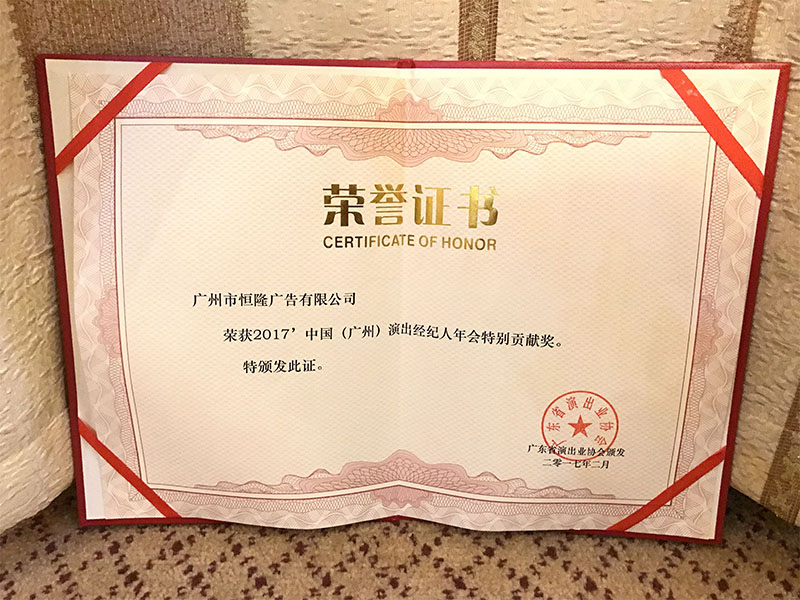 荣誉证书
CERTIFICATE OF HONOR
广州市恒隆广告有限公司
荣获2017’中国（广州）演出经纪人年会特别贡献奖。
特颁发此证。
广东省演出业协会
广东省演出业协会颁发
二零一七年二月